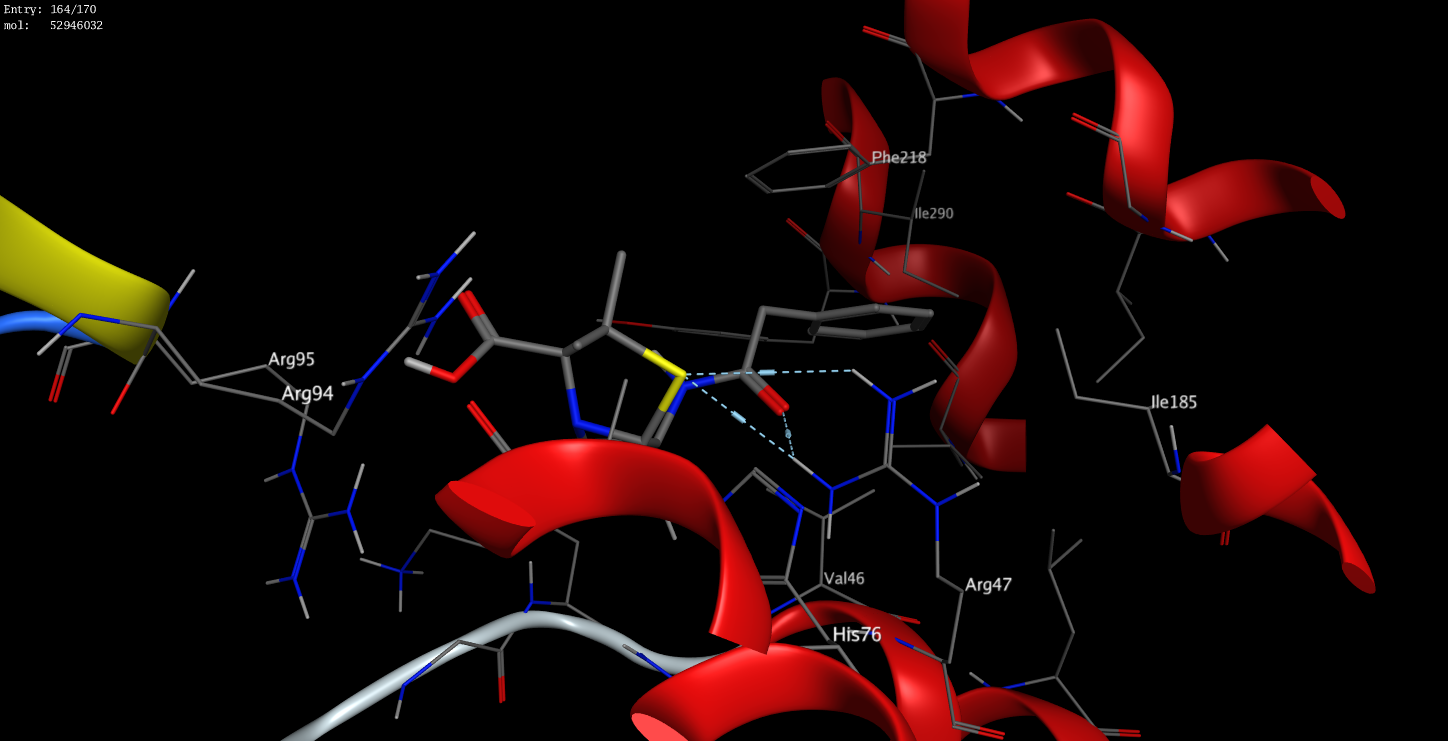 Entry: 164/170
mol: 52946032
Phe218
Ile290
Arg95
Arg94
Ile185
Val46
Arg47
His76